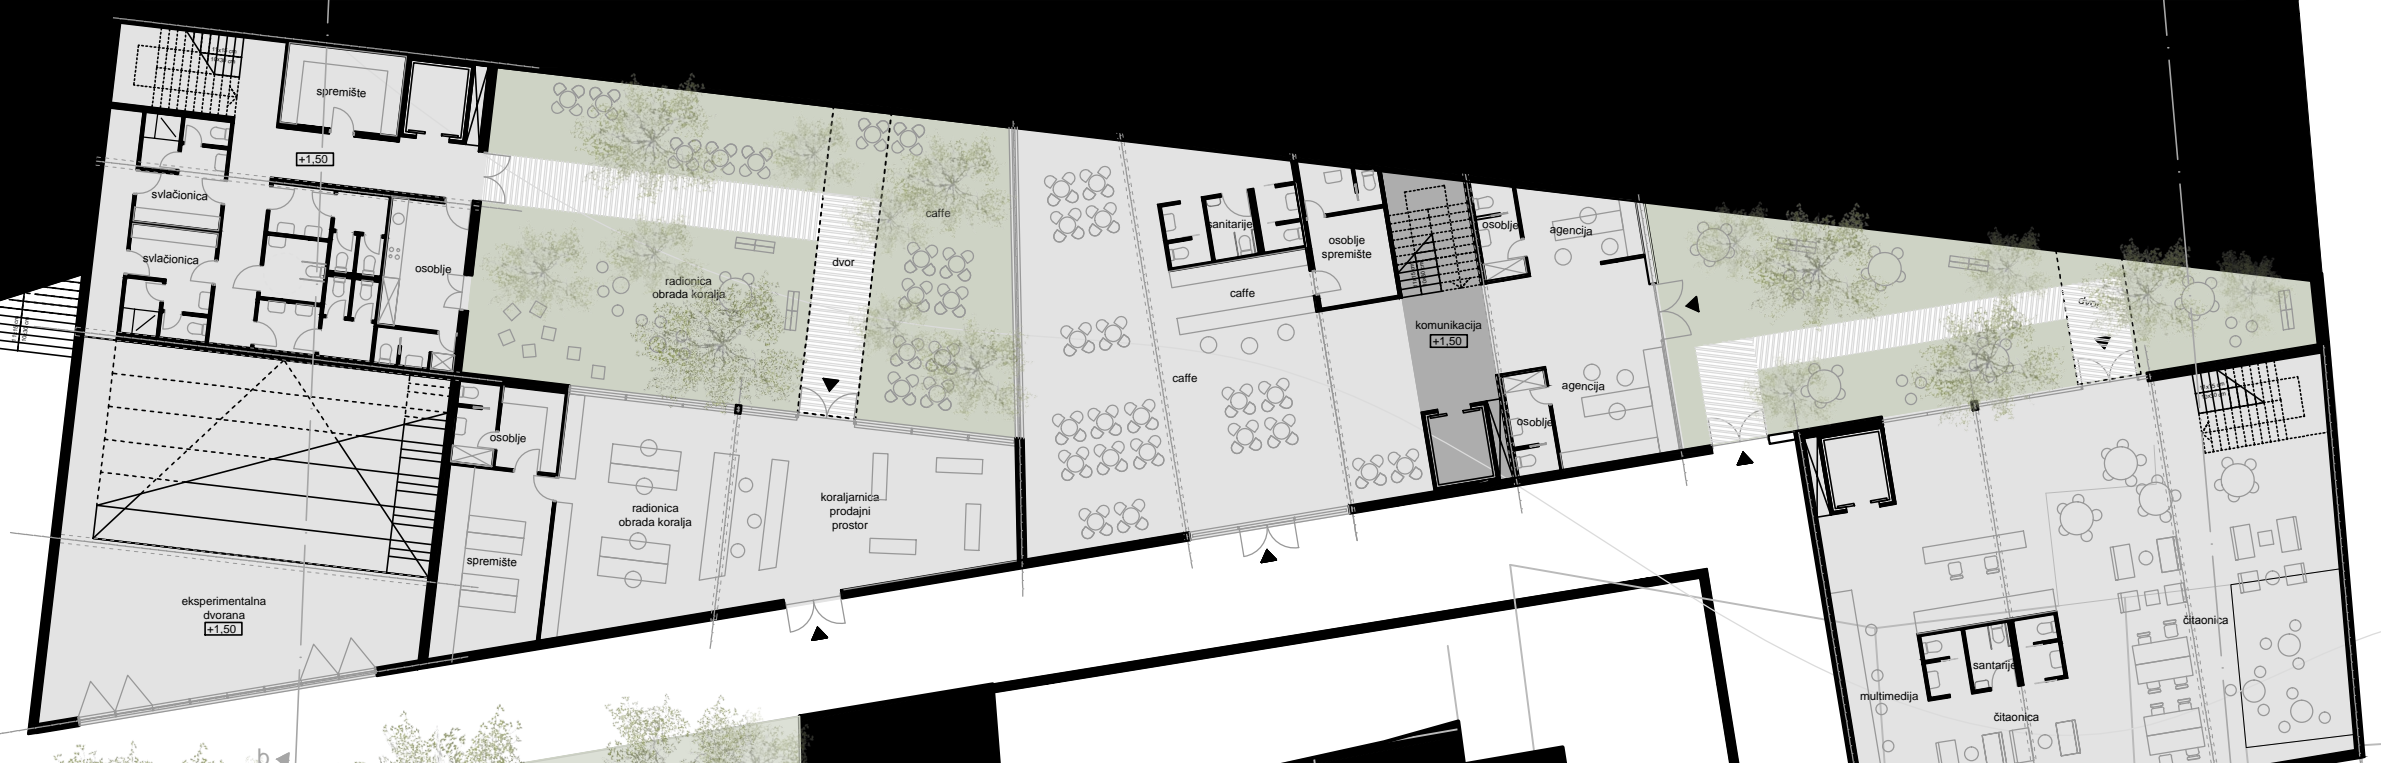 spremište
+1,50
svlačionica
svlačionica
osoblje
radionica
obrada koralja
dvor
caffe
sanitarije
osoblje
spremište
caffe
caffe
osoblje
agencija
komunikacija
+1,50
agencija
osoblje
dvor
osoblje
radionica
obrada koralja
koraljarnica
prodajni
prostor
spremište
eksperimentalna
dvorana
+1,50
čitaonica
santarije
multimedija
čitaonica
b